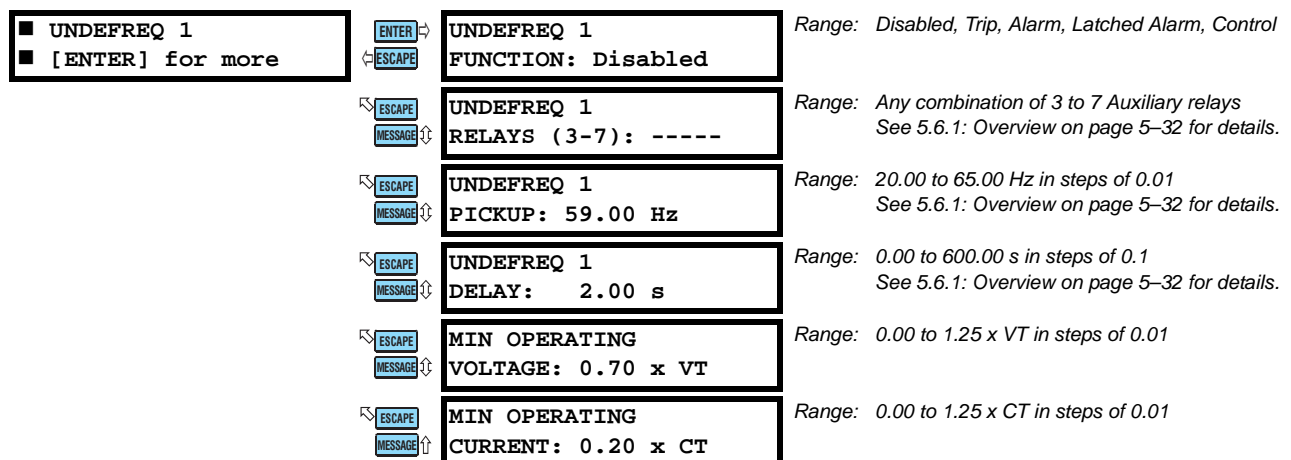 ■ UNDEFREQ 1
■ [ENTER] for more
ENTER
ESCAPE
UNDEFREQ 1
FUNCTION: Disabled
Range: Disabled, Trip, Alarm, Latched Alarm, Control
ESCAPE
MESSAGE
UNDEFREQ 1
RELAYS (3-7): -----
Range: Any combination of 3 to 7 Auxiliary relays
See 5.6.1: Overview on page 5–32 for details.
ESCAPE
MESSAGE
UNDEFREQ 1
PICKUP: 59.00 Hz
Range: 20.00 to 65.00 Hz in steps of 0.01
See 5.6.1: Overview on page 5–32 for details.
ESCAPE
MESSAGE
UNDEFREQ 1
DELAY: 2.00 s
Range: 0.00 to 600.00 s in steps of 0.1
See 5.6.1: Overview on page 5–32 for details.
ESCAPE
MESSAGE
MIN OPERATING
VOLTAGE: 0.70 x VT
Range: 0.00 to 1.25 x VT in steps of 0.01
ESCAPE
MESSAGE
MIN OPERATING
CURRENT: 0.20 x CT
Range: 0.00 to 1.25 x CT in steps of 0.01